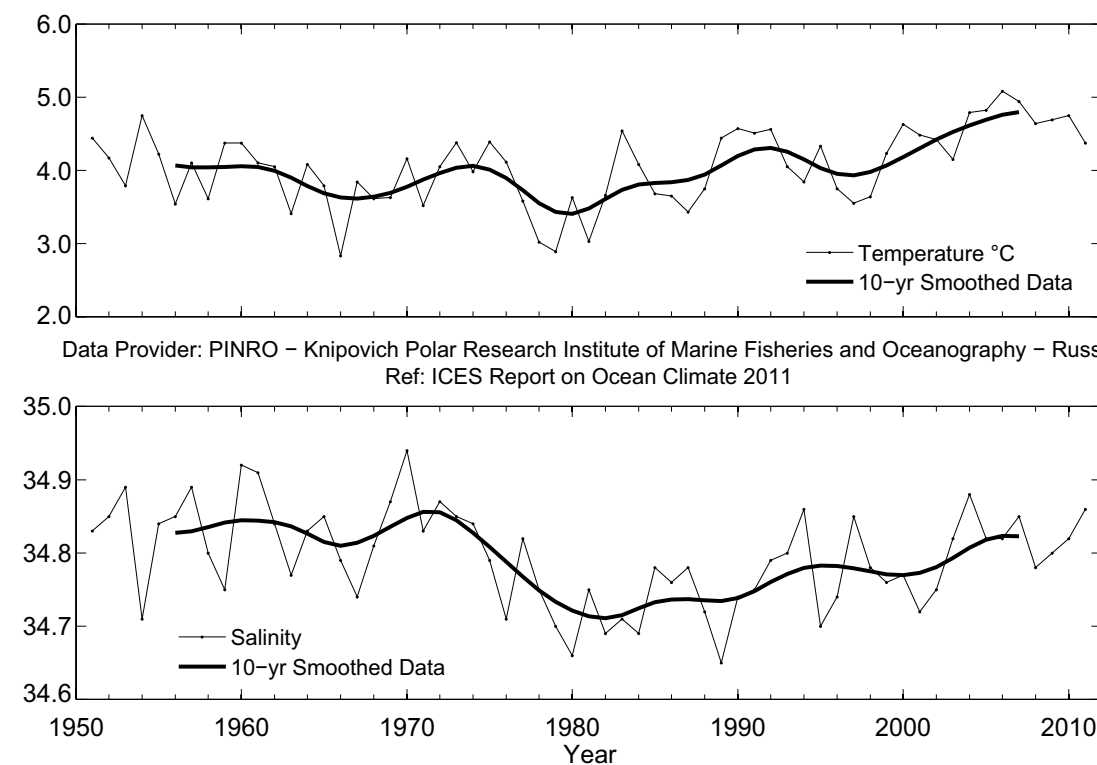 6.0
5.0
4.0
3.0
2.0
Temperature °C
10−yr Smoothed Data
Data Provider: PINRO − Knipovich Polar Research Institute of Marine Fisheries and Oceanography − Russ
Ref: ICES Report on Ocean Climate 2011
35.0
34.9
34.8
34.7
34.6
Salinity
10−yr Smoothed Data
1950 1960 1970 1980 1990 2000 2010
Year